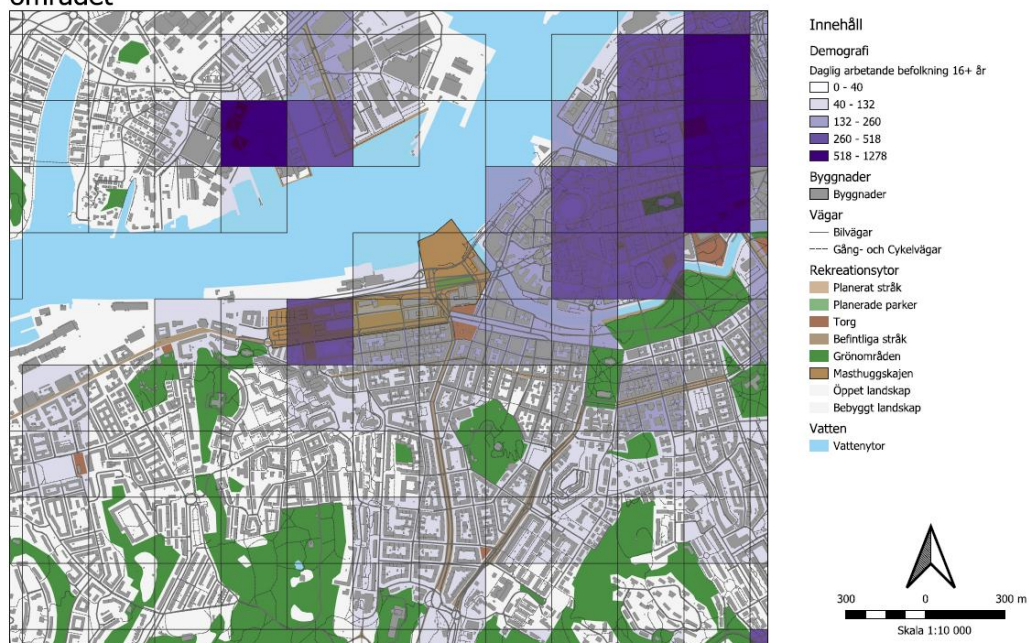 området
Innehåll
Demografi
Daglig arbetande befolkning 16+ år
0 - 40
40 - 132
132 - 260
260 - 518
518 - 1278
Byggnader
Byggnader
Vägar
Bilvägar
Gång- och Cykelvägar
Rekreationsytor
Planerat stråk
Planerade parker
Torg
Befintliga stråk
Grönområden
Masthuggskajen
Öppet landskap
Bebyggt landskap
Vatten
Vattenytor
300 0 300 m
Skala 1:10 000